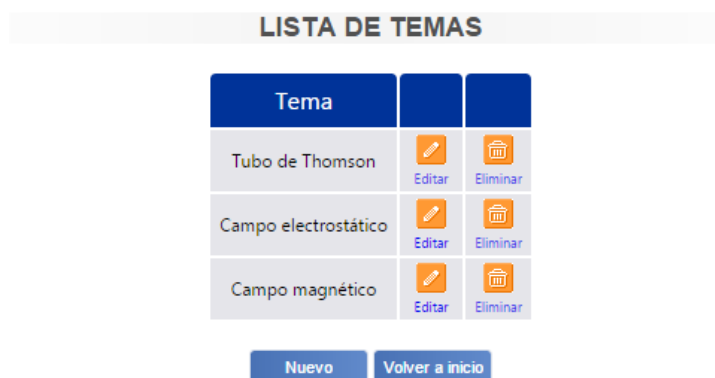 LISTA DE TEMAS
Tema
Tubo de Thomson
Editar
Eliminar
Campo electrostático
Editar
Eliminar
Campo magnético
Editar
Eliminar
Nuevo
Volver a inicio